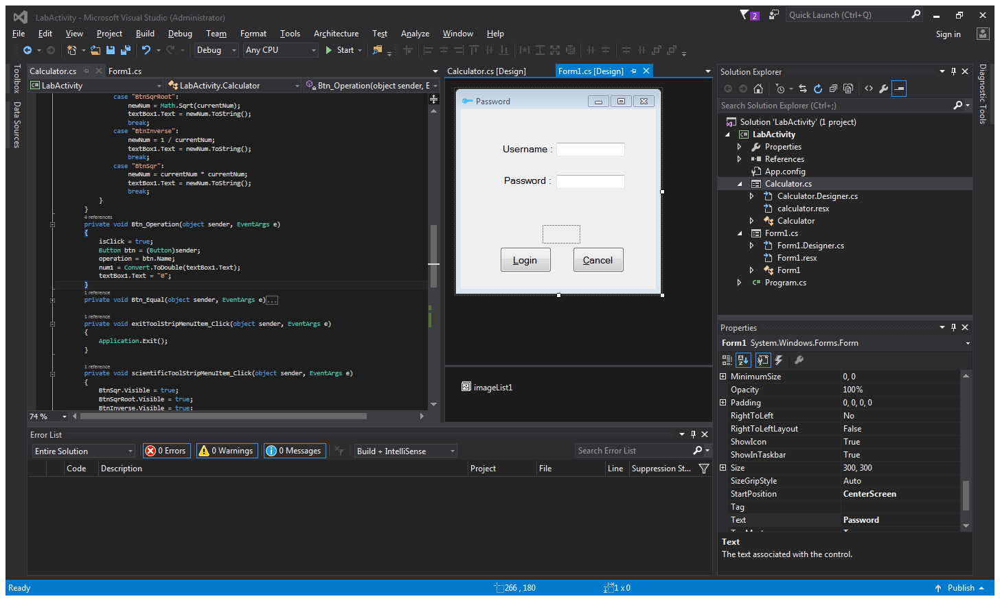 LabActivity - Microsoft Visual Studio (Administrator)
2
Quick Launch (Ctrl+Q)
File Edit View Project Build Debug Team Format Tools Architecture Test Analyze Window Help
Sign in
Debug Any CPU Start
Toolbox
Data Sources
Calculator.cs Form1.cs
LabActivity LabActivity.Calculator Btn_Operation(object sender, E
case "BtnSqrRoot":
newNum = Math.Sqrt(currentNum);
textBox1.Text = newNum.ToString();
break;
case "BtnInverse":
newNum = 1 / currentNum;
textBox1.Text = newNum.ToString();
break;
case "BtnSqr":
newNum = currentNum * currentNum;
textBox1.Text = newNum.ToString();
break;
}
}
4 references
private void Btn_Operation(object sender, EventArgs e)
{
isClick = true;
Button btn = (Button)sender;
operation = btn.Name;
num1 = Convert.ToDouble(textBox1.Text);
textBox1.Text = "0";
}
1 reference
private void Btn_Equal(object sender, EventArgs e)...
1 reference
private void exitToolStripMenuItem_Click(object sender, EventArgs e)
{
Application.Exit();
}
1 reference
private void scientificToolStripMenuItem_Click(object sender, EventArgs e)
{
BtnSqr.Visible = true;
BtnSqrRoot.Visible = true;
BtnInverse.Visible = true;
74 %
Calculator.cs [Design] Form1.cs [Design]
Password
Username :
Password :
Login Cancel
imageList1
Error List
Entire Solution 0 Errors 0 Warnings 0 Messages Build + IntelliSense Search Error List
Code Description Project File Line Suppression St...
Solution Explorer
Search Solution Explorer (Ctrl+;)
Solution 'LabActivity' (1 project)
C# LabActivity
Properties
References
App.config
Calculator.cs
Calculator.Designer.cs
calculator.resx
Calculator
Form1.cs
Form1.Designer.cs
Form1.resx
Form1
C# Program.cs
Diagnostic Tools
Properties
Form1 System.Windows.Forms.Form
MinimumSize 0, 0
Opacity 100%
Padding 0, 0, 0, 0
RightToLeft No
RightToLeftLayout False
ShowIcon True
ShowInTaskbar True
Size 300, 300
SizeGripStyle Auto
StartPosition CenterScreen
Tag
Text Password
Text
The text associated with the control.
Ready 266 , 180 1 x 0 Publish